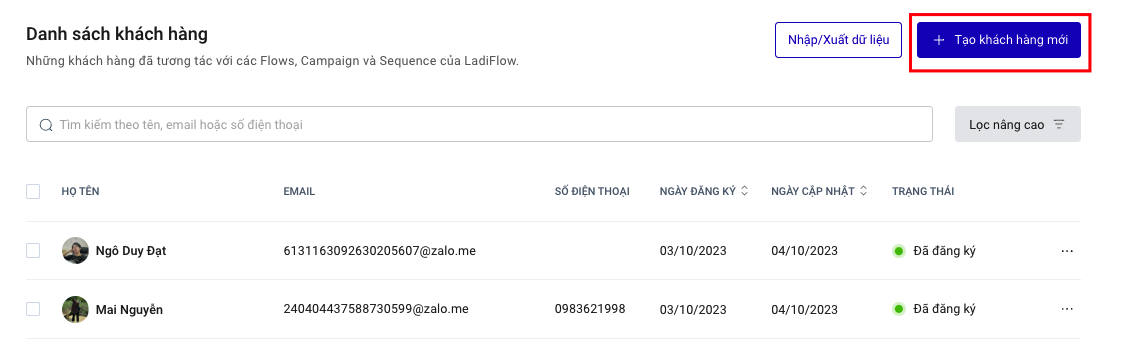 Danh sách khách hàng
Nhập/Xuất dữ liệu
+ Tạo khách hàng mới
Những khách hàng đã tương tác với các Flows, Campaign và Sequence của LadiFlow.
Tìm kiếm theo tên, email hoặc số điện thoại
Lọc nâng cao
HỌ TÊN EMAIL SỐ ĐIỆN THOẠI NGÀY ĐĂNG KÝ NGÀY CẬP NHẬT TRẠNG THÁI
Ngô Duy Đạt 6131163092630205607@zalo.me 03/10/2023 04/10/2023 Đã đăng ký ...
Mai Nguyễn 240404437588730599@zalo.me 0983621998 03/10/2023 04/10/2023 Đã đăng ký ...